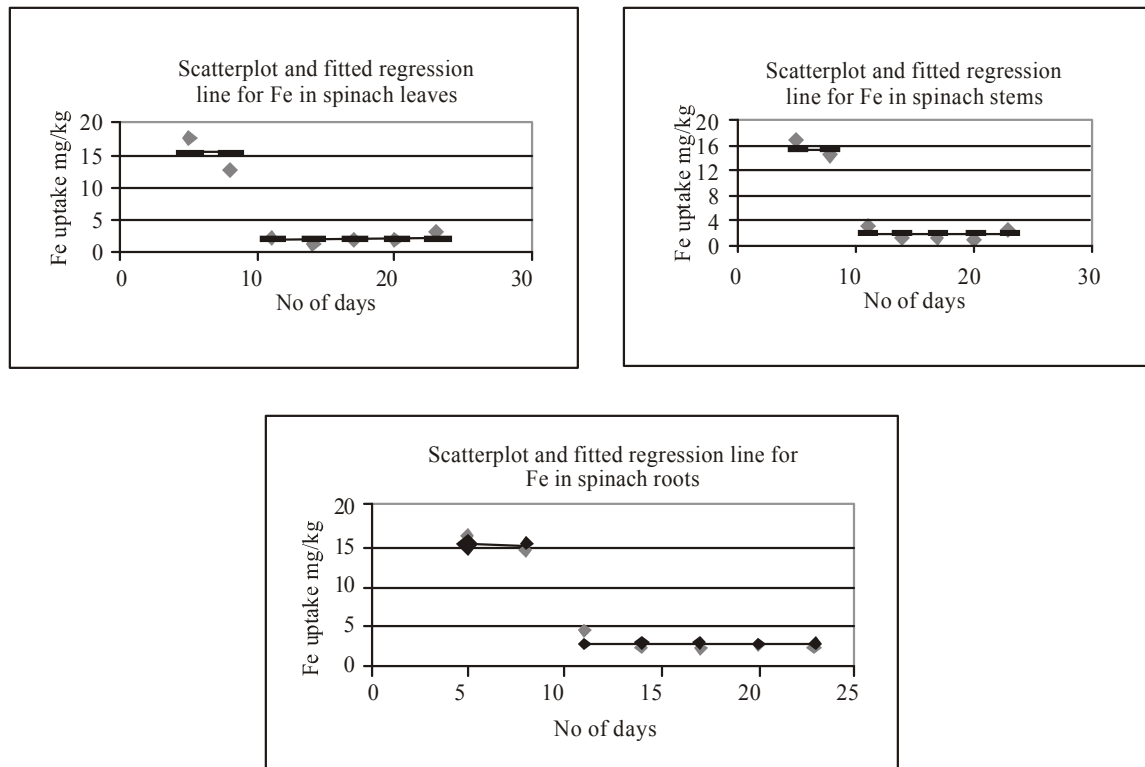 Scatterplot and fitted regression
line for Fe in spinach leaves
Fe uptake mg/kg
20
15
10
5
0
0 10 20 30
No of days
Scatterplot and fitted regression
line for Fe in spinach stems
Fe uptake mg/kg
20
16
12
8
4
0
0 10 20 30
No of days
Scatterplot and fitted regression line for
Fe in spinach roots
Fe uptake mg/kg
20
15
10
5
0
0 5 10 15 20 25
No of days